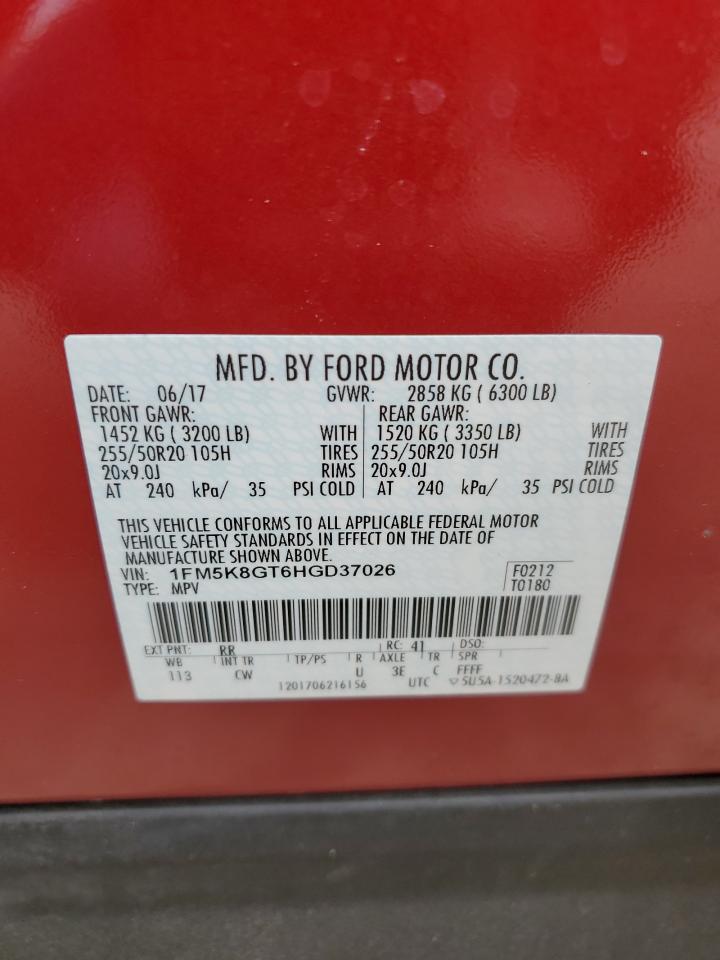 MFD. BY FORD MOTOR CO.
DATE: 06/17 GVWR: 2858 KG ( 6300 LB)
FRONT GAWR: REAR GAWR:
1452 KG ( 3200 LB) WITH 1520 KG ( 3350 LB) WITH
255/50R20 105H TIRES 255/50R20 105H TIRES
20x9.0J RIMS 20x9.0J RIMS
AT 240 kPa/ 35 PSI COLD AT 240 kPa/ 35 PSI COLD
THIS VEHICLE CONFORMS TO ALL APPLICABLE FEDERAL MOTOR
VEHICLE SAFETY STANDARDS IN EFFECT ON THE DATE OF
MANUFACTURE SHOWN ABOVE.
VIN: 1FM5K8GT6HGD37026 F0212
TYPE: MPV T0180
EXT PNT: RR RC: 41 DSO:
WB INT TR TP/PS R AXLE TR SPR
113 CW U 3E C FFFF
1201706216156 UTC 5U5A-1520472-BA